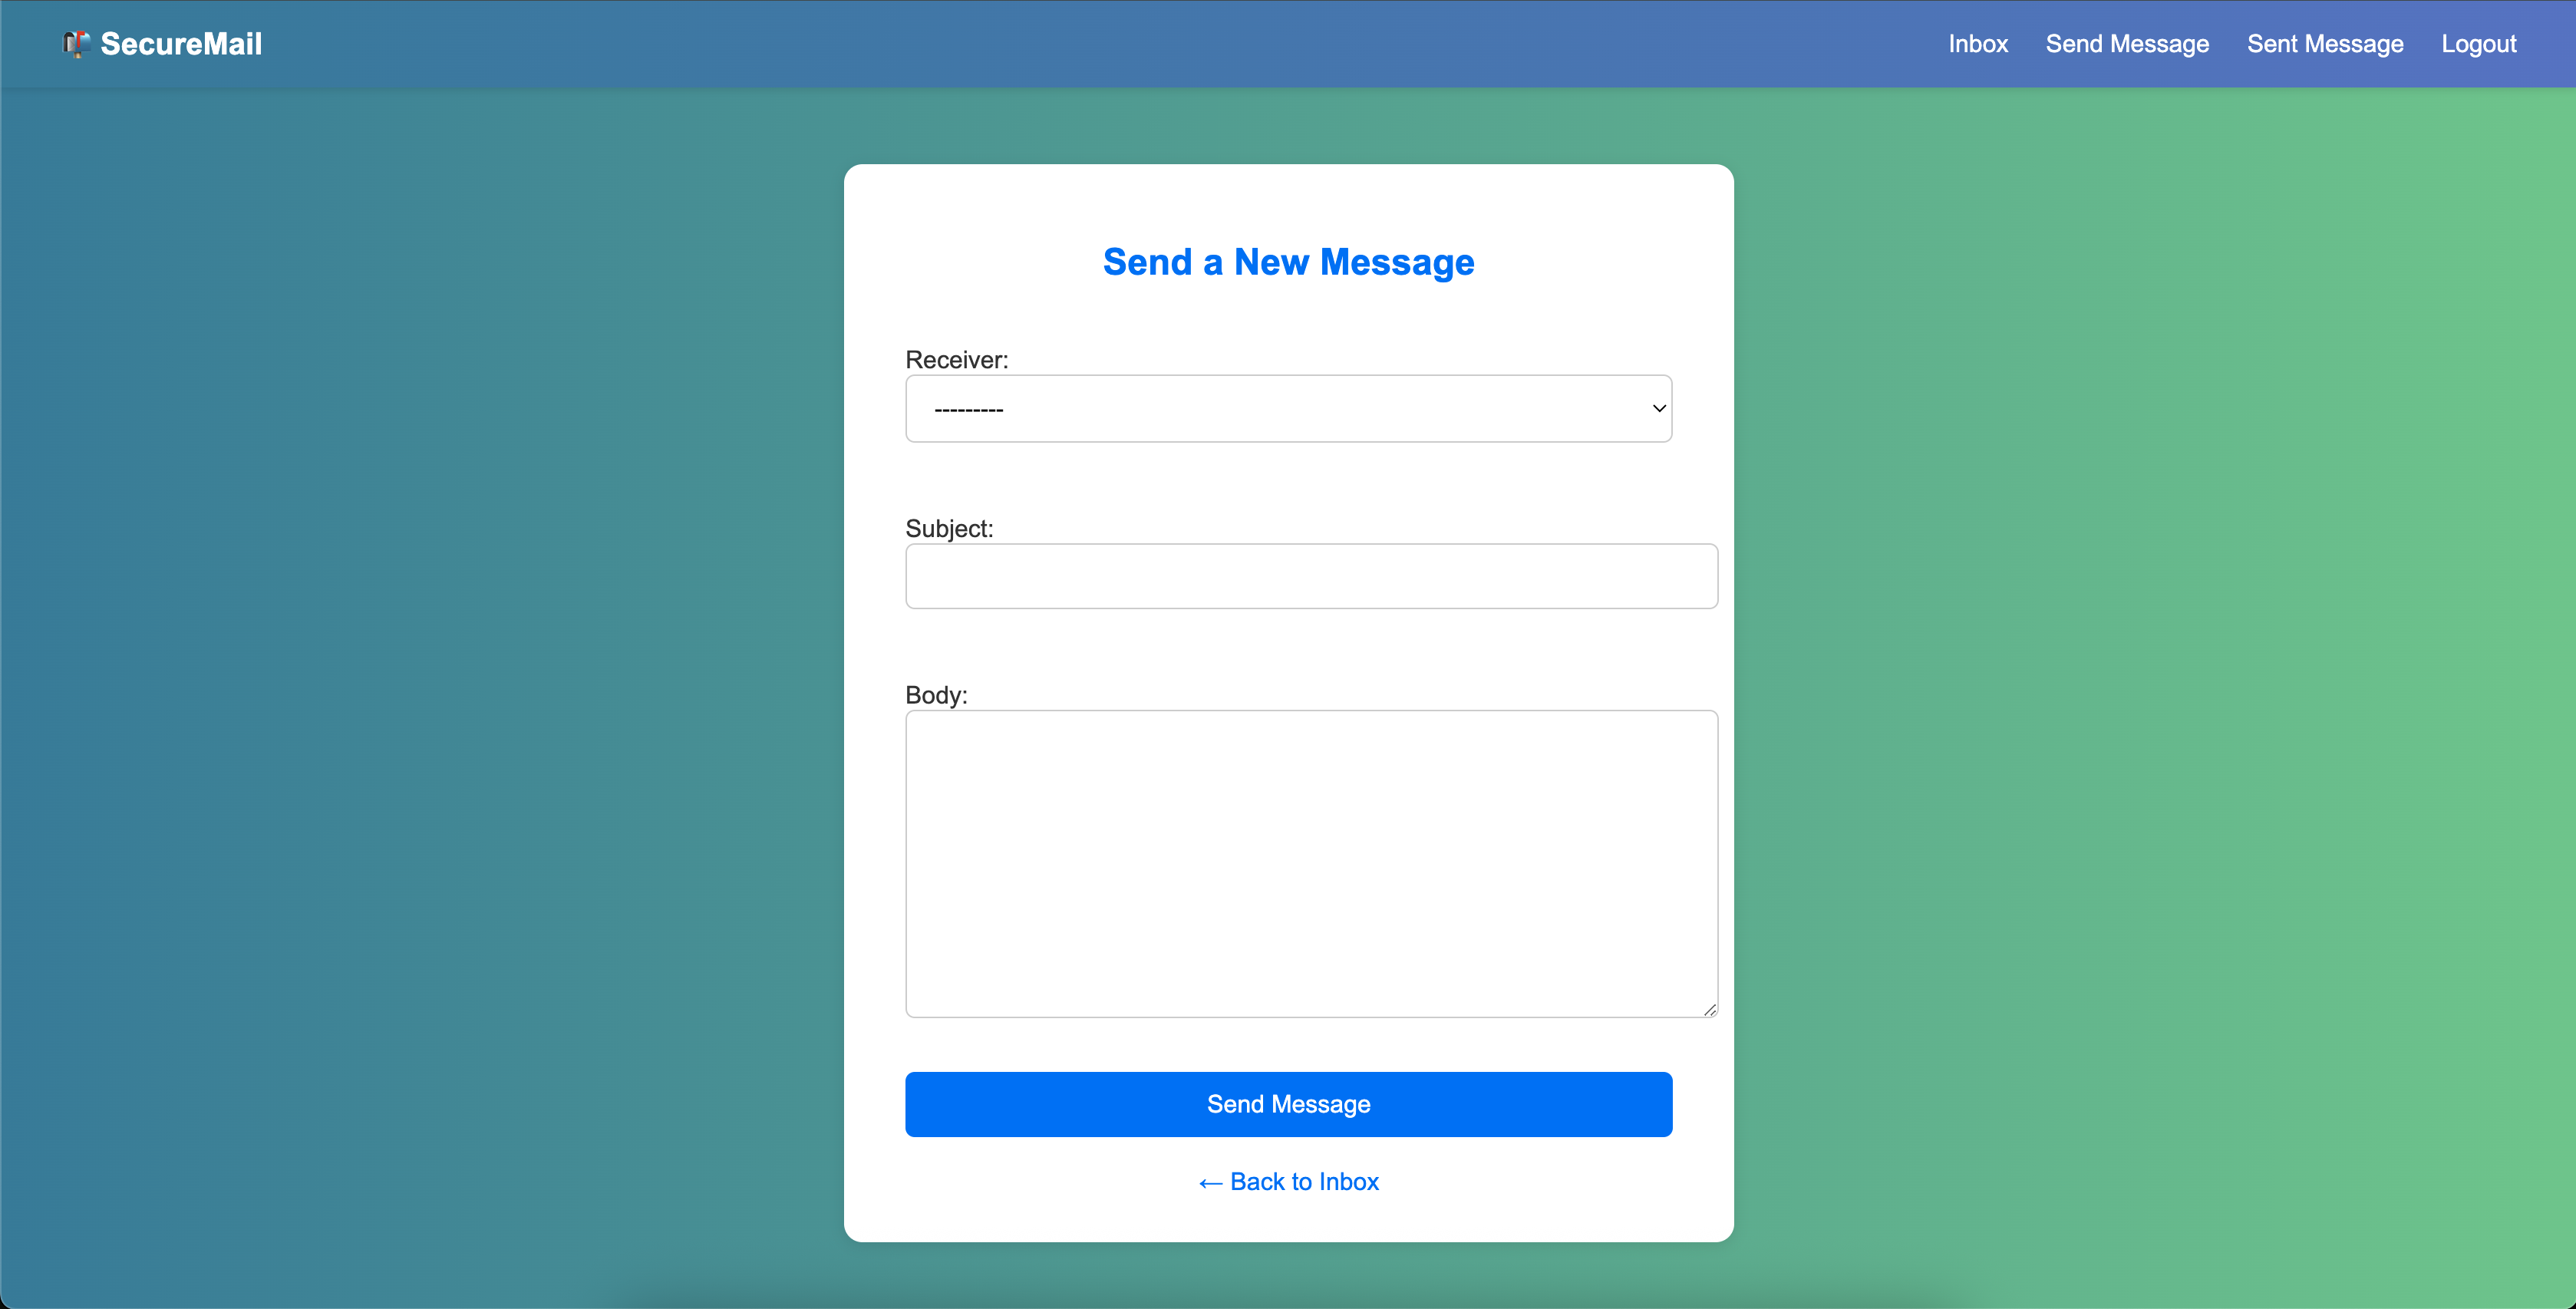 SecureMail
Inbox Send Message Sent Message Logout
Send a New Message
Receiver:
---------
Subject:
Body:
Send Message
← Back to Inbox